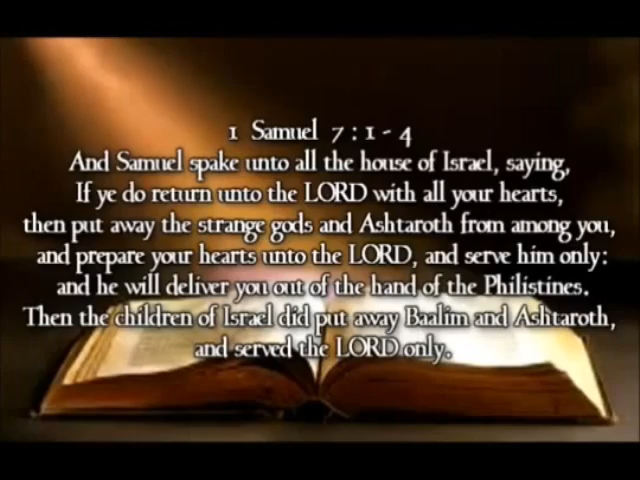 1 Samuel 7:1-4
And Samuel spake unto all the house of Israel, saying,
If ye do return unto the LORD with all your hearts,
then put away the strange gods and Ashtaroth from among you,
and prepare your hearts unto the LORD, and serve him only:
and he will deliver you out of the hand of the Philistines.
Then the children of Israel did put away Baalim and Ashtaroth,
and served the LORD only.